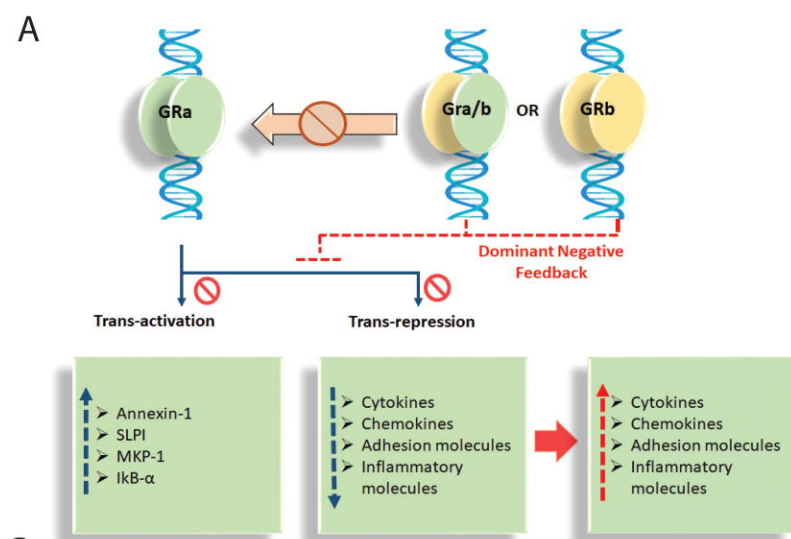 A
GRa
Gra/b
OR
GRb
Dominant Negative
Feedback
Trans-activation
Trans-repression
➢ Annexin-1
➢ SLPI
➢ MKP-1
➢ IkB-α
➢ Cytokines
➢ Chemokines
➢ Adhesion molecules
➢ Inflammatory
molecules
➢ Cytokines
➢ Chemokines
➢ Adhesion molecules
➢ Inflammatory
molecules